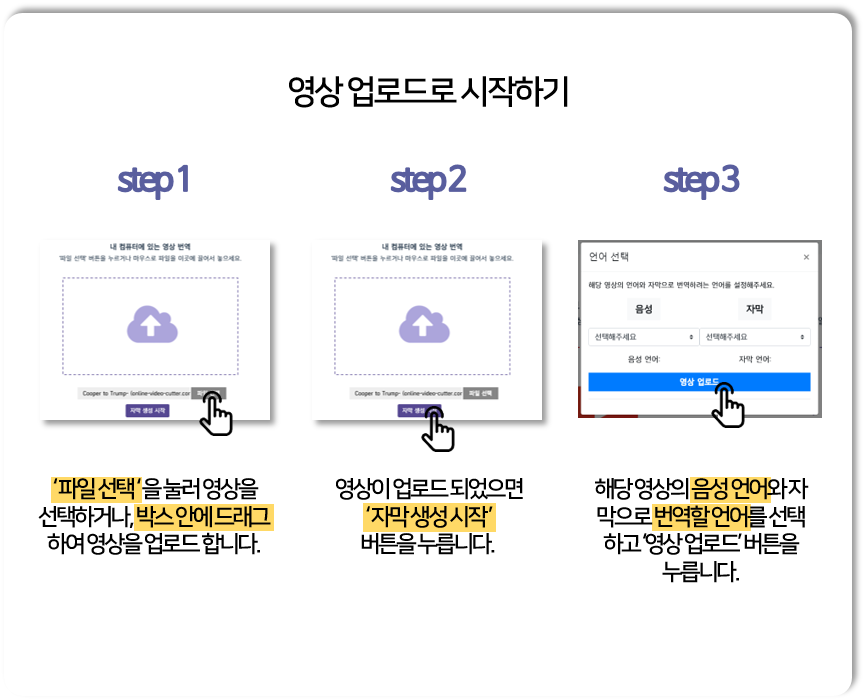 영상 업로드로 시작하기
step 1
step 2
step 3
내 컴퓨터에 있는 영상 번역
'파일 선택' 버튼을 누르거나 마우스로 파일을 이곳에 끌어서 놓으세요.
Cooper to Trump- (online-video-cutter.cor
자막 생성 시작
내 컴퓨터에 있는 영상 번역
'파일 선택' 버튼을 누르거나 마우스로 파일을 이곳에 끌어서 놓으세요.
Cooper to Trump- (online-video-cutter.cor 파일 선택
자막 생성
언어 선택 ×
해당 영상의 언어와 자막으로 번역하려는 언어를 설정해주세요.
음성 자막
선택해주세요 선택해주세요
음성 언어: 자막 언어:
영상 업로드
‘파일 선택‘을 눌러 영상을
선택하거나, 박스 안에 드래그
하여 영상을 업로드 합니다.
영상이 업로드 되었으면
‘자막 생성 시작’
버튼을 누릅니다.
해당 영상의 음성 언어와 자
막으로 번역할 언어를 선택
하고 ‘영상 업로드’ 버튼을
누릅니다.